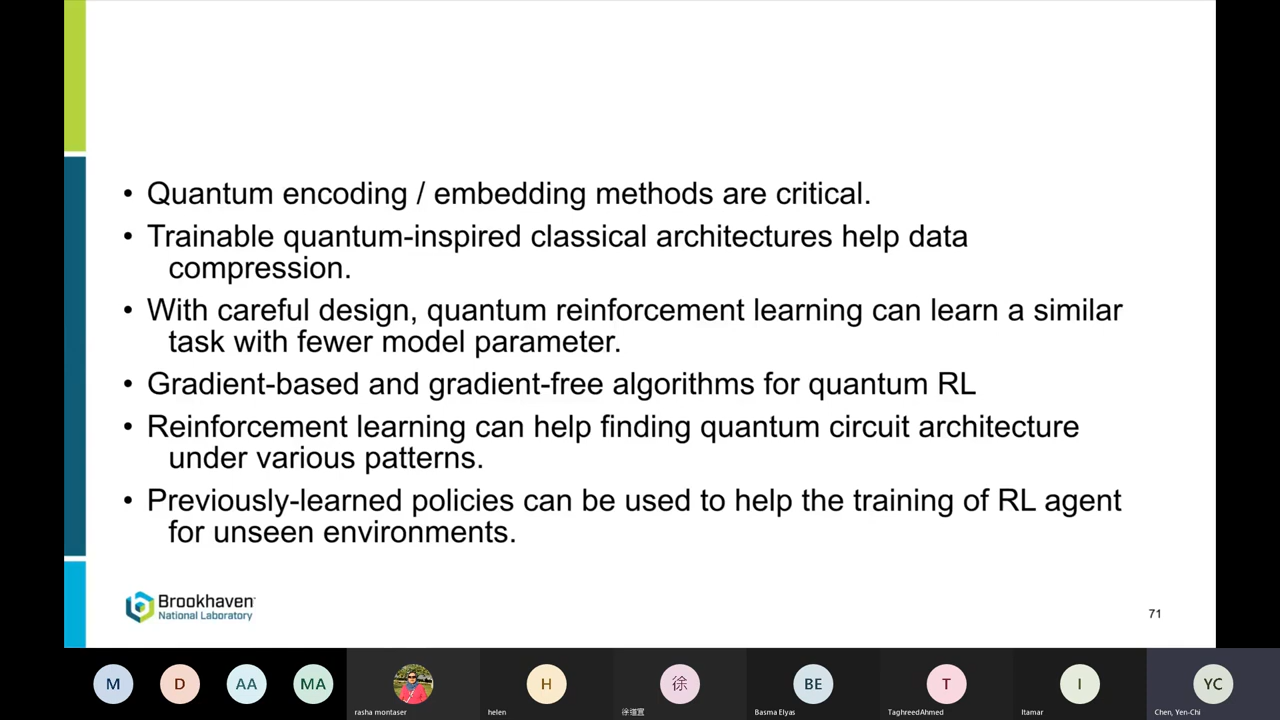 • Quantum encoding / embedding methods are critical.
• Trainable quantum-inspired classical architectures help data
compression.
• With careful design, quantum reinforcement learning can learn a similar
task with fewer model parameter.
• Gradient-based and gradient-free algorithms for quantum RL
• Reinforcement learning can help finding quantum circuit architecture
under various patterns.
• Previously-learned policies can be used to help the training of RL agent
for unseen environments.
Brookhaven
National Laboratory
71
M
D
AA
MA
H
徐
BE
T
I
YC
rasha montaser
helen
徐道宣
Basma Elyas
TaghreedAhmed
Itamar
Chen, Yen-Chi